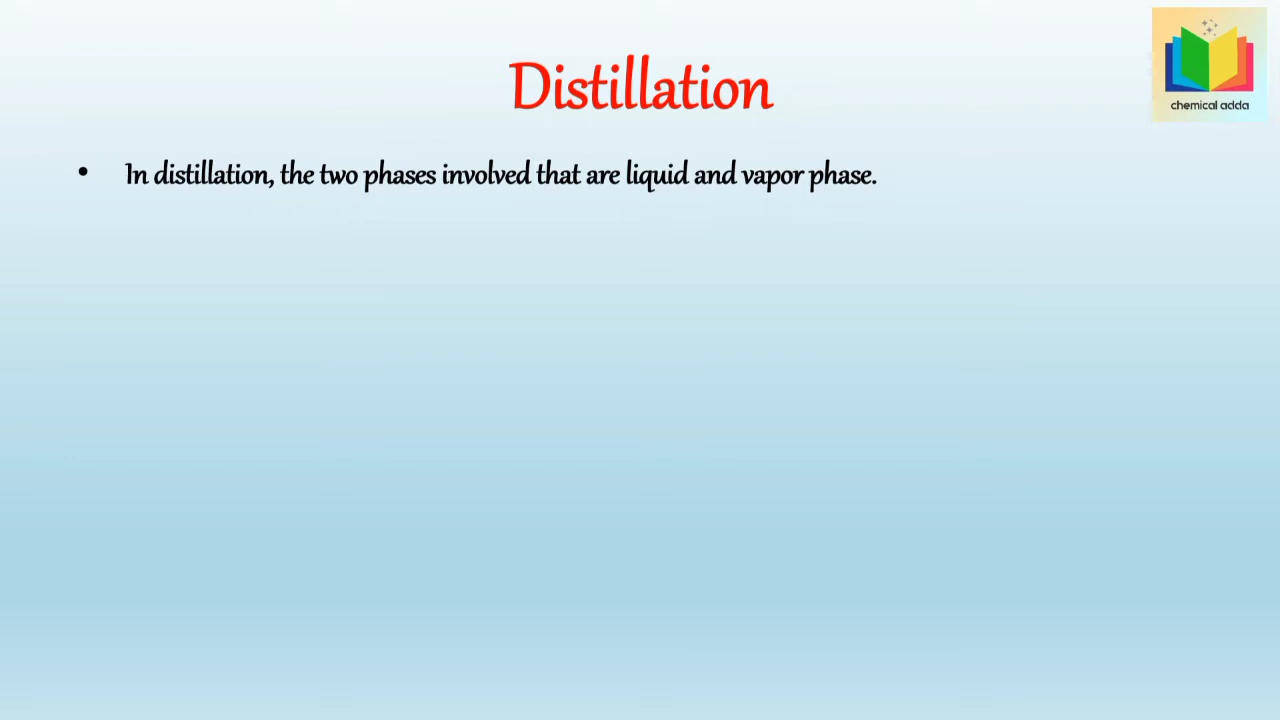 Distillation
chemical adda
• In distillation, the two phases involved that are liquid and vapor phase.